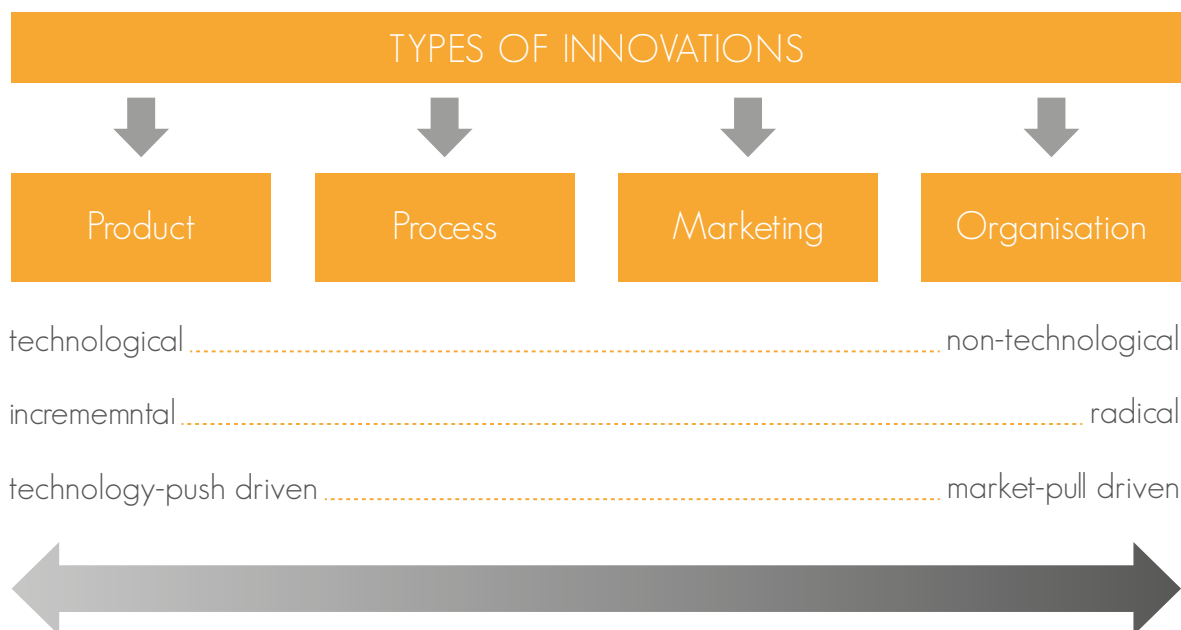 TYPES OF INNOVATIONS
Product
Process
Marketing
Organisation
technological
non-technological
incrememntal
radical
technology-push driven
market-pull driven